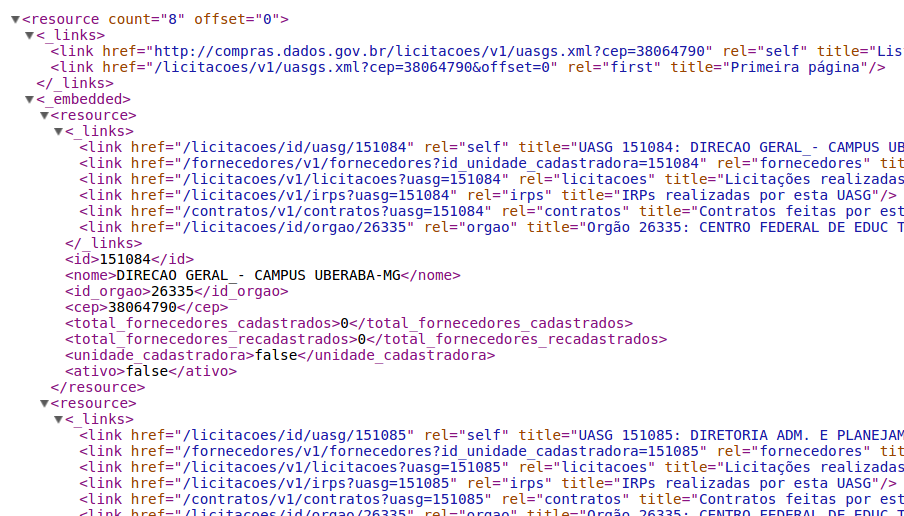 ▼<resource count="8" offset="0">
▼<_links>
<link href="http://compras.dados.gov.br/licitacoes/v1/uasgs.xml?cep=38064790" rel="self" title="Lis
<link href="/licitacoes/v1/uasgs.xml?cep=38064790&offset=0" rel="first" title="Primeira página"/>
</_links>
▼<_embedded>
▼<resource>
▼<_links>
<link href="/licitacoes/id/uasg/151084" rel="self" title="UASG 151084: DIRECAO GERAL_- CAMPUS UB
<link href="/fornecedores/v1/fornecedores?id_unidade_cadastradora=151084" rel="fornecedores" tit
<link href="/licitacoes/v1/licitacoes?uasg=151084" rel="licitacoes" title="Licitações realizadas
<link href="/licitacoes/v1/irps?uasg=151084" rel="irps" title="IRPs realizadas por esta UASG"/>
<link href="/contratos/v1/contratos?uasg=151084" rel="contratos" title="Contratos feitas por est
<link href="/licitacoes/id/orgao/26335" rel="orgao" title="Orgão 26335: CENTRO FEDERAL DE EDUC T
</_links>
<id>151084</id>
<nome>DIRECAO GERAL_- CAMPUS UBERABA-MG</nome>
<id_orgao>26335</id_orgao>
<cep>38064790</cep>
<total_fornecedores_cadastrados>0</total_fornecedores_cadastrados>
<total_fornecedores_recadastrados>0</total_fornecedores_recadastrados>
<unidade_cadastradora>false</unidade_cadastradora>
<ativo>false</ativo>
</resource>
▼<resource>
▼<_links>
<link href="/licitacoes/id/uasg/151085" rel="self" title="UASG 151085: DIRETORIA ADM. E PLANEJAM
<link href="/fornecedores/v1/fornecedores?id_unidade_cadastradora=151085" rel="fornecedores" tit
<link href="/licitacoes/v1/licitacoes?uasg=151085" rel="licitacoes" title="Licitações realizadas
<link href="/licitacoes/v1/irps?uasg=151085" rel="irps" title="IRPs realizadas por esta UASG"/>
<link href="/contratos/v1/contratos?uasg=151085" rel="contratos" title="Contratos feitas por est
<link href="/licitacoes/id/orgao/26335" rel="orgao" title="Orgão 26335: CENTRO FEDERAL DE EDUC T